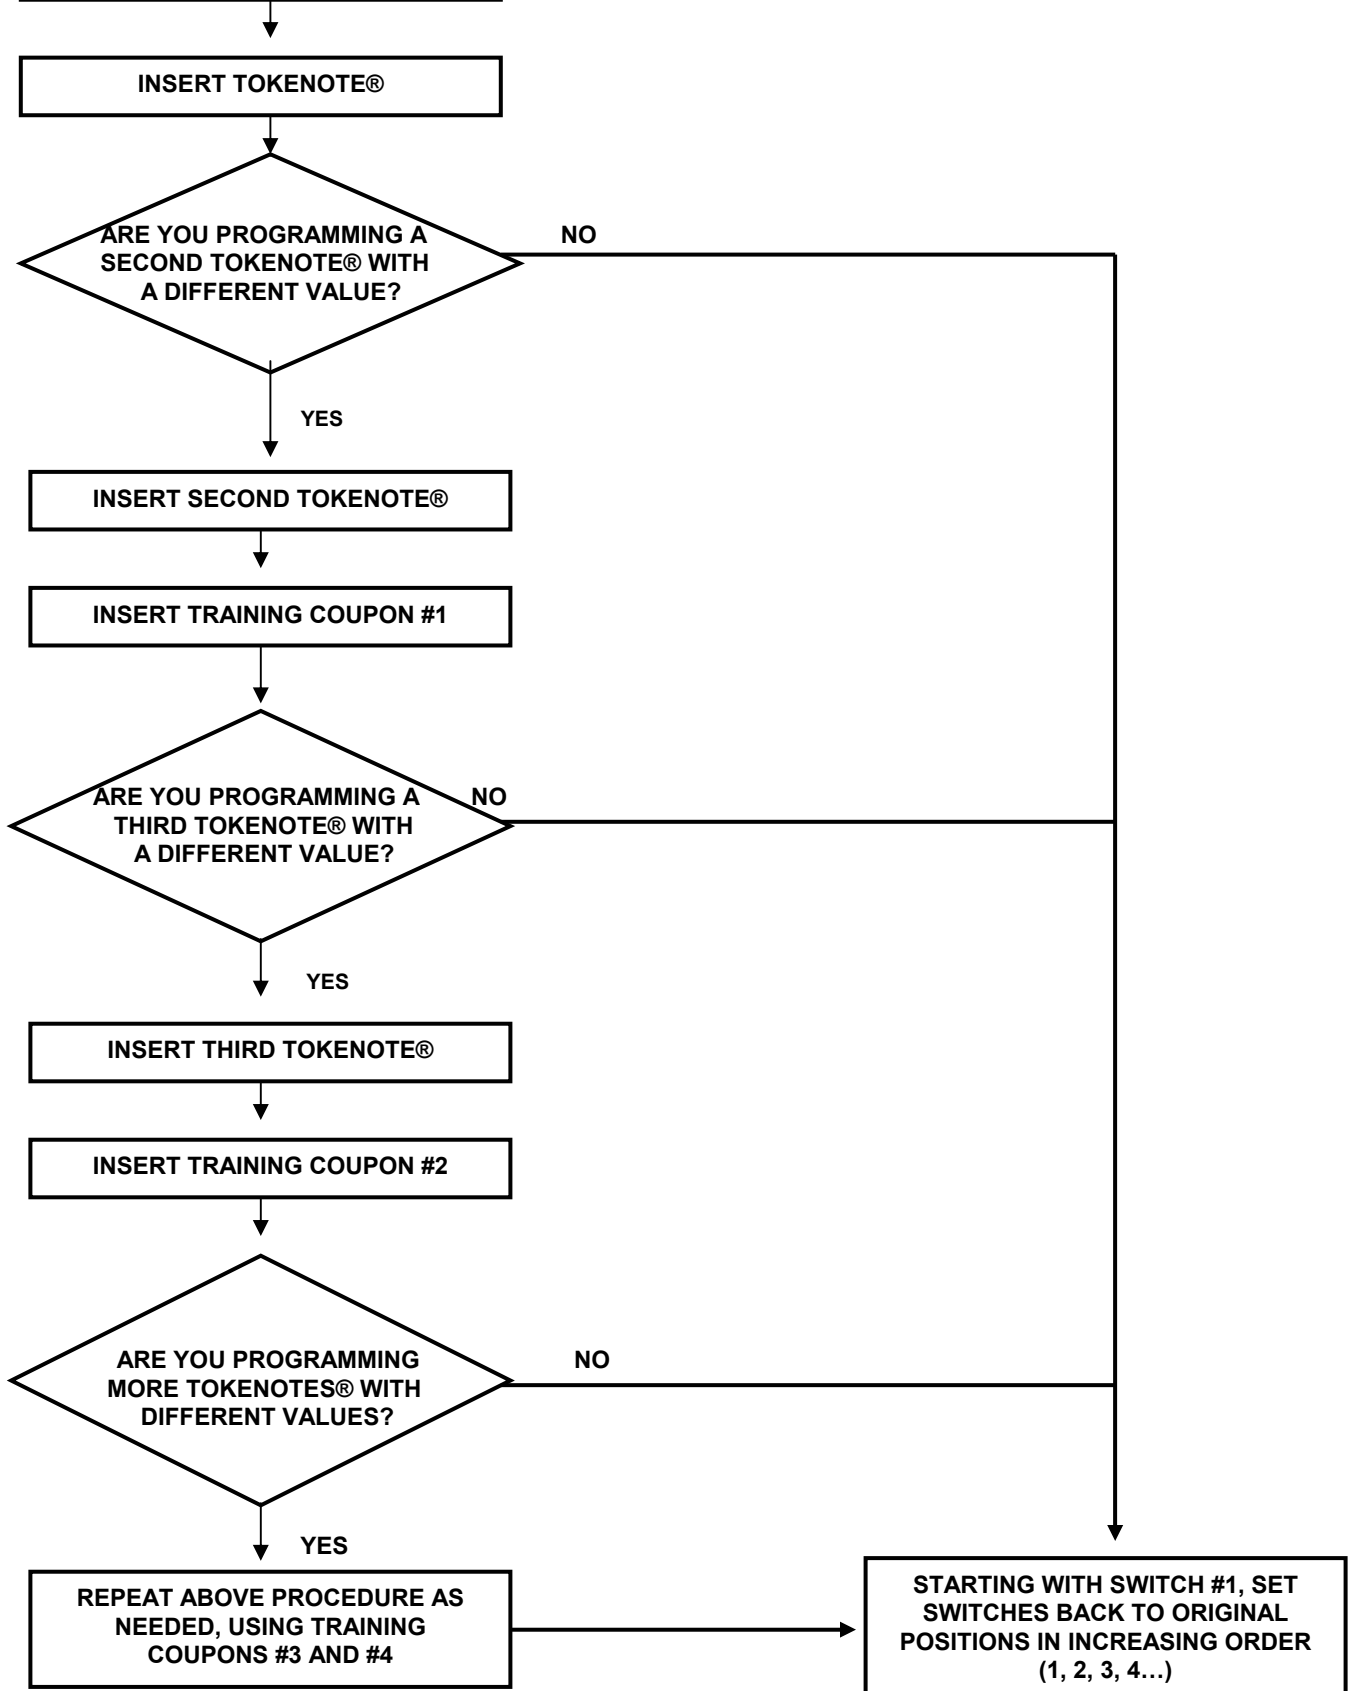 INSERT TOKENOTE®
ARE YOU PROGRAMMING A
SECOND TOKENOTE® WITH
A DIFFERENT VALUE?
NO
YES
INSERT SECOND TOKENOTE®
INSERT TRAINING COUPON #1
ARE YOU PROGRAMMING A
THIRD TOKENOTE® WITH
A DIFFERENT VALUE?
NO
YES
INSERT THIRD TOKENOTE®
INSERT TRAINING COUPON #2
ARE YOU PROGRAMMING
MORE TOKENOTES® WITH
DIFFERENT VALUES?
NO
YES
REPEAT ABOVE PROCEDURE AS
NEEDED, USING TRAINING
COUPONS #3 AND #4
STARTING WITH SWITCH #1, SET
SWITCHES BACK TO ORIGINAL
POSITIONS IN INCREASING ORDER
(1, 2, 3, 4…)